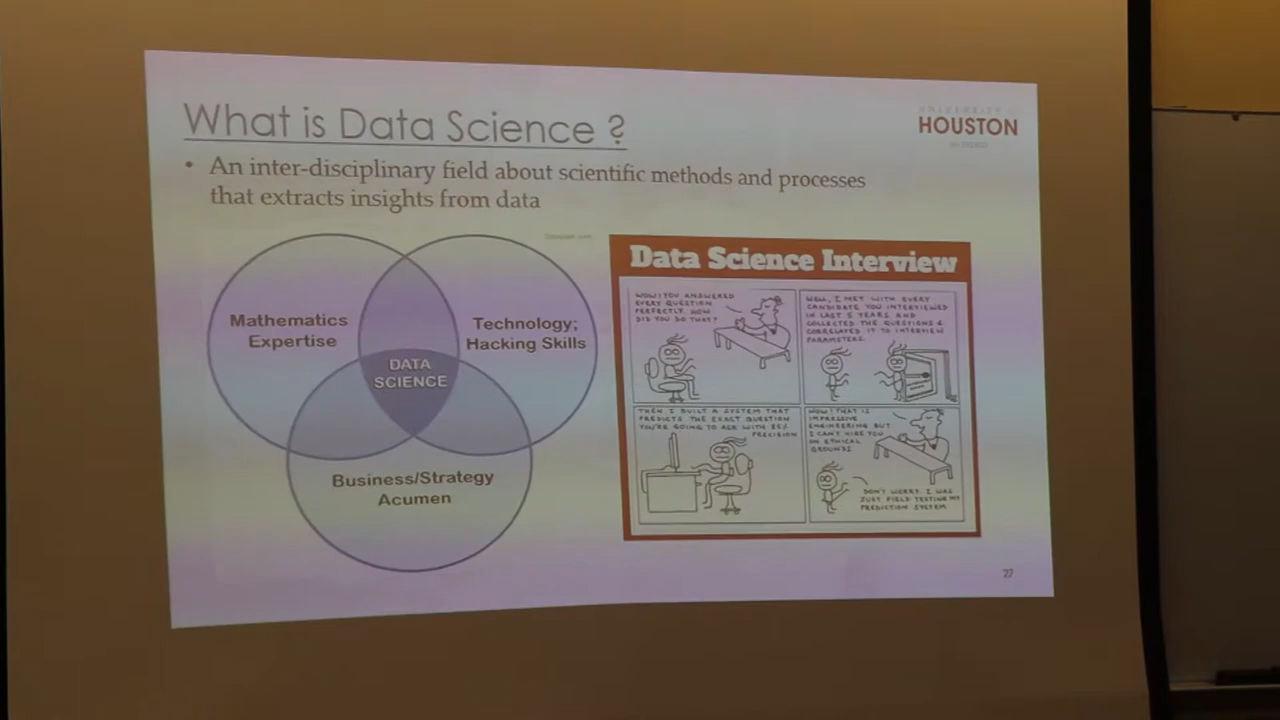 What is Data Science ?
UNIVERSITY of
HOUSTON
• An inter-disciplinary field about scientific methods and processes
that extracts insights from data
Mathematics
Expertise
Technology;
Hacking Skills
DATA
SCIENCE
Business/Strategy
Acumen
Data Science Interview
WOW! YOU ANSWERED
EVERY QUESTION
PERFECTLY. HOW
DID YOU DO THAT?
WELL, I MET WITH EVERY
CANDIDATE YOU INTERVIEWED
IN LAST 5 YEARS AND
COLLECTED THE QUESTIONS &
CORRELATED IT TO INTERVIEW
PARAMETERS.
THEN I BUILT A SYSTEM THAT
PREDICTS THE EXACT QUESTION
YOU'RE GOING TO ASK WITH 85%
PRECISION
WOW! THAT IS
IMPRESSIVE
ENGINEERING BUT
I CAN'T HIRE YOU
ON ETHICAL
GROUNDS
DON'T WORRY. I WAS
JUST FIELD TESTING MY
PREDICTION SYSTEM
27